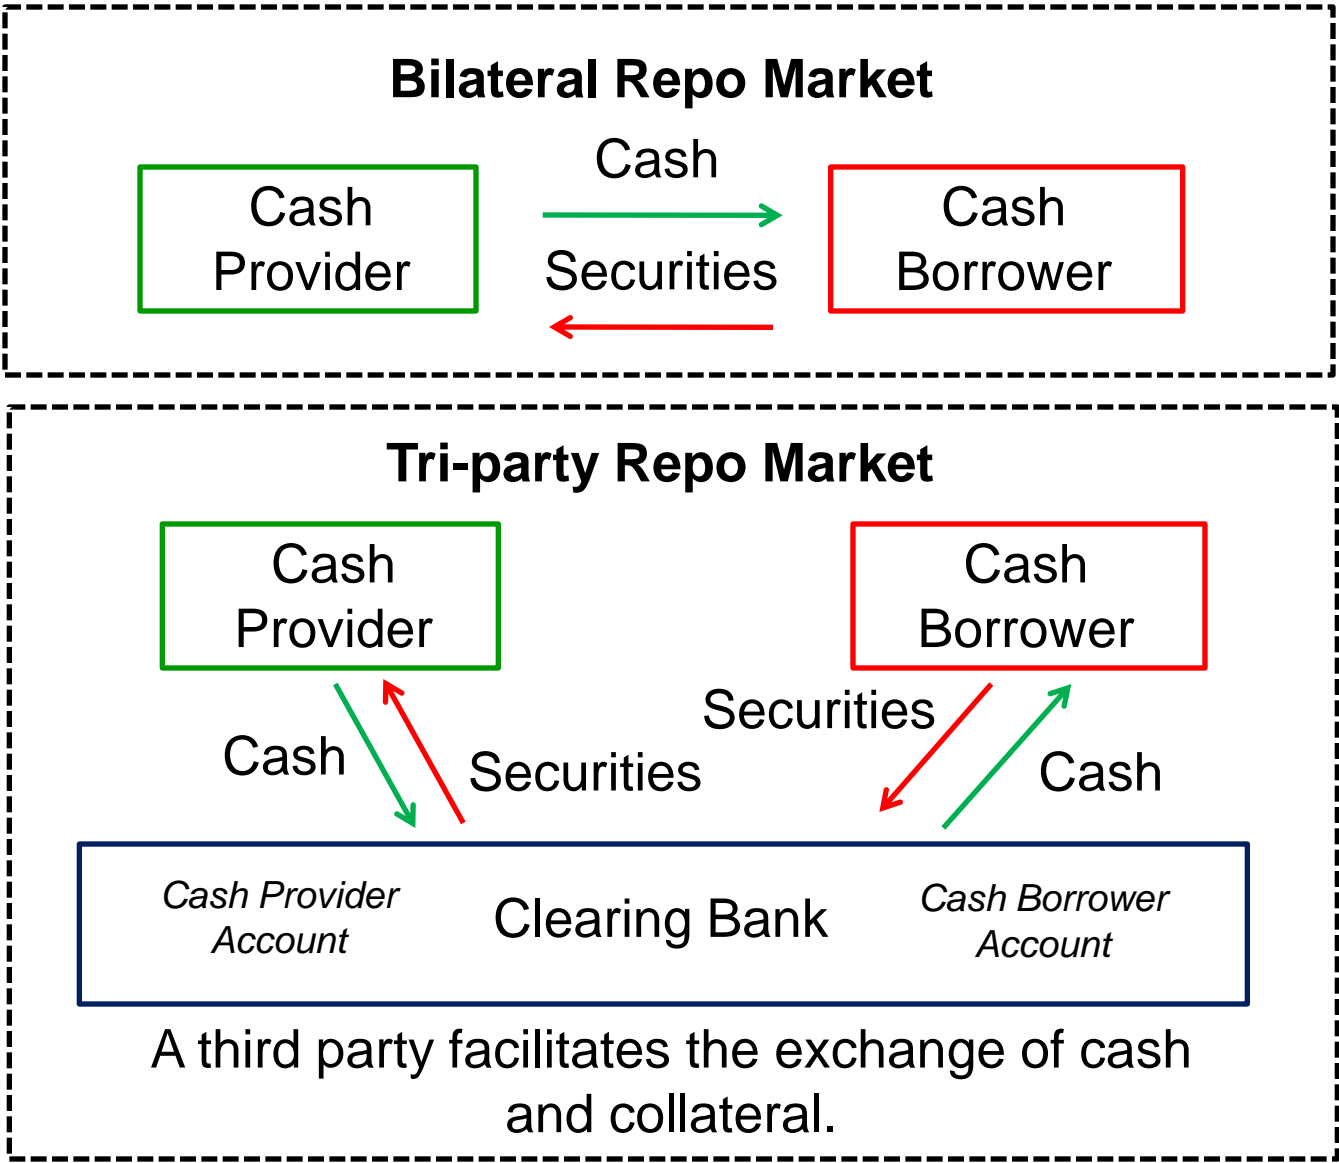 Bilateral Repo Market
Cash
Provider
Cash
Securities
Cash
Borrower
Tri-party Repo Market
Cash
Provider
Cash
Borrower
Cash
Securities
Securities
Cash
Cash Provider
Account
Clearing Bank
Cash Borrower
Account
A third party facilitates the exchange of cash
and collateral.